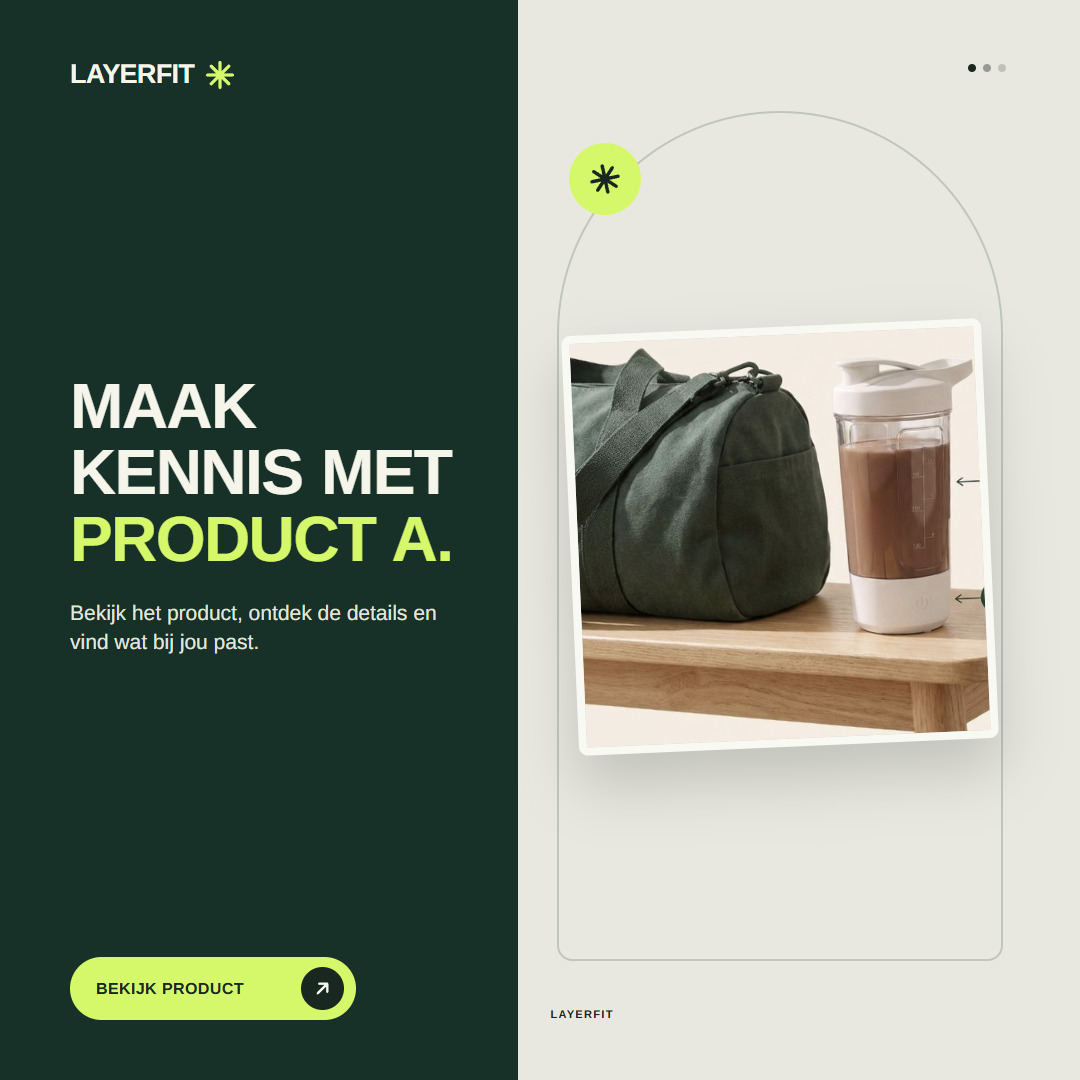 LAYERFIT
MAAK
KENNIS MET
PRODUCT A.
Bekijk het product, ontdek de details en
vind wat bij jou past.
BEKIJK PRODUCT
LAYERFIT